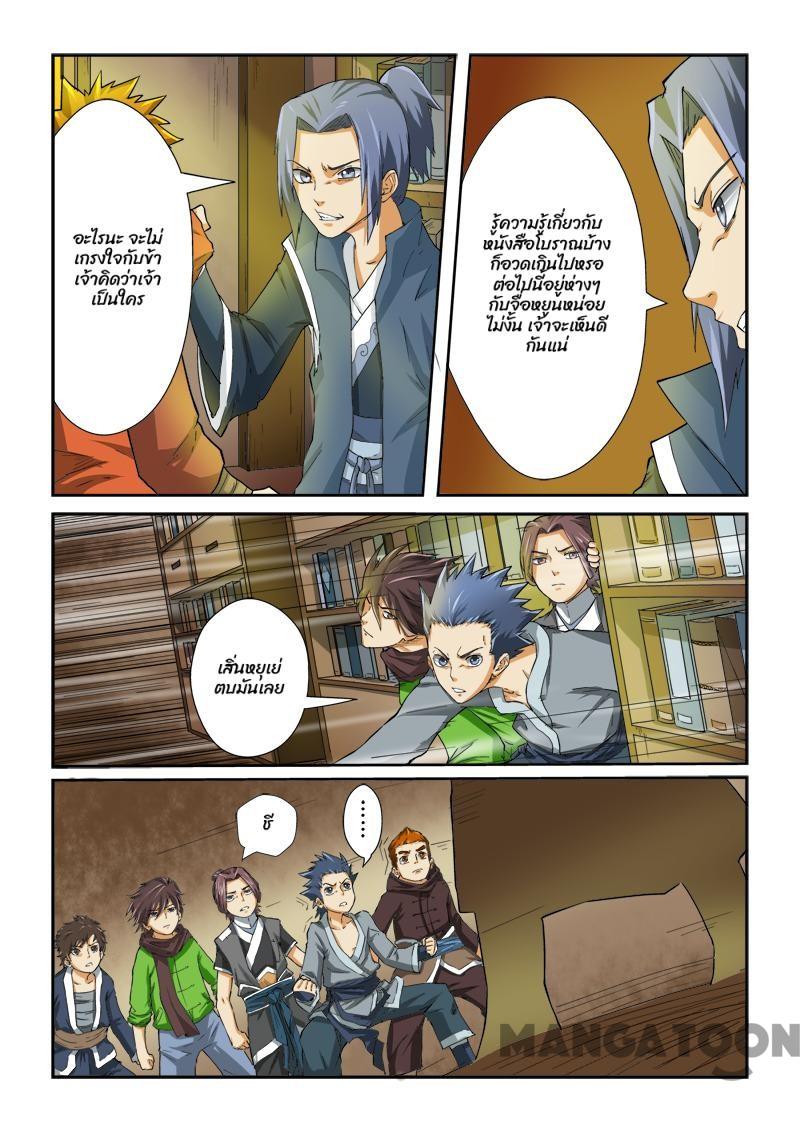 อะไรนะ จะไม่
เกรงใจกับข้า
เจ้าคิดว่าเจ้า
เป็นใคร
รู้ความรู้เกี่ยวกับ
หนังสือโบราณบ้าง
ก็อวดเกินไปหรอ
ต่อไปนี้อยู่ห่างๆ
กับจื่อหยูนหน่อย
ไม่งั้น เจ้าจะเห็นดี
กันแน่
เสิ่นหยุเย่
ตบมันเลย
ชี
......
MANGATOON